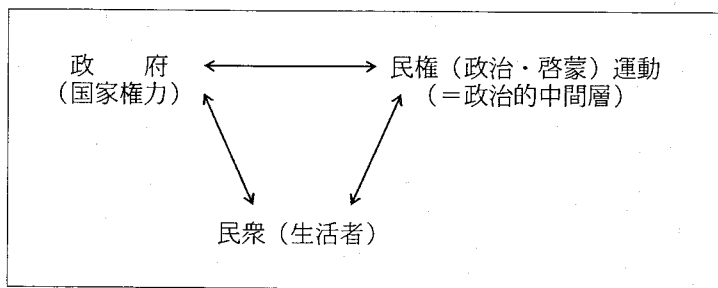 政　　府
（国家権力）
民権（政治・啓蒙）運動
（＝政治的中間層）
民衆（生活者）